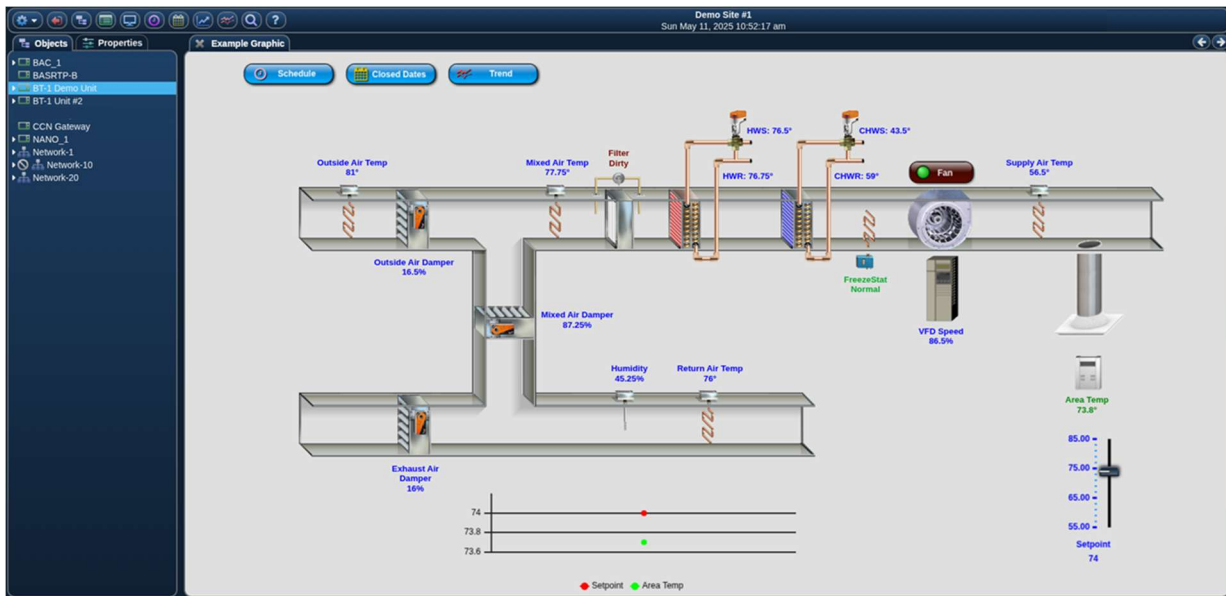 Demo Site #1
Sun May 11, 2025 10:52:17 am
Objects
Properties
Example Graphic
BAC_1
BASRTP-B
BT-1 Demo Unit
BT-1 Unit #2
CCN Gateway
NANO_1
Network-1
Network-10
Network-20
Schedule
Closed Dates
Trend
HWS: 76.5°
CHWS: 43.5°
Outside Air Temp
81°
Mixed Air Temp
77.75°
Filter
Dirty
HWR: 76.75°
CHWR: 59°
Fan
Supply Air Temp
56.5°
Outside Air Damper
16.5%
FreezeStat
Normal
Mixed Air Damper
87.25%
VFD Speed
86.5%
Humidity
45.25%
Return Air Temp
76°
Area Temp
73.8°
Exhaust Air
Damper
16%
85.00
75.00
65.00
55.00
Setpoint
74
74
73.8
73.6
Setpoint
Area Temp